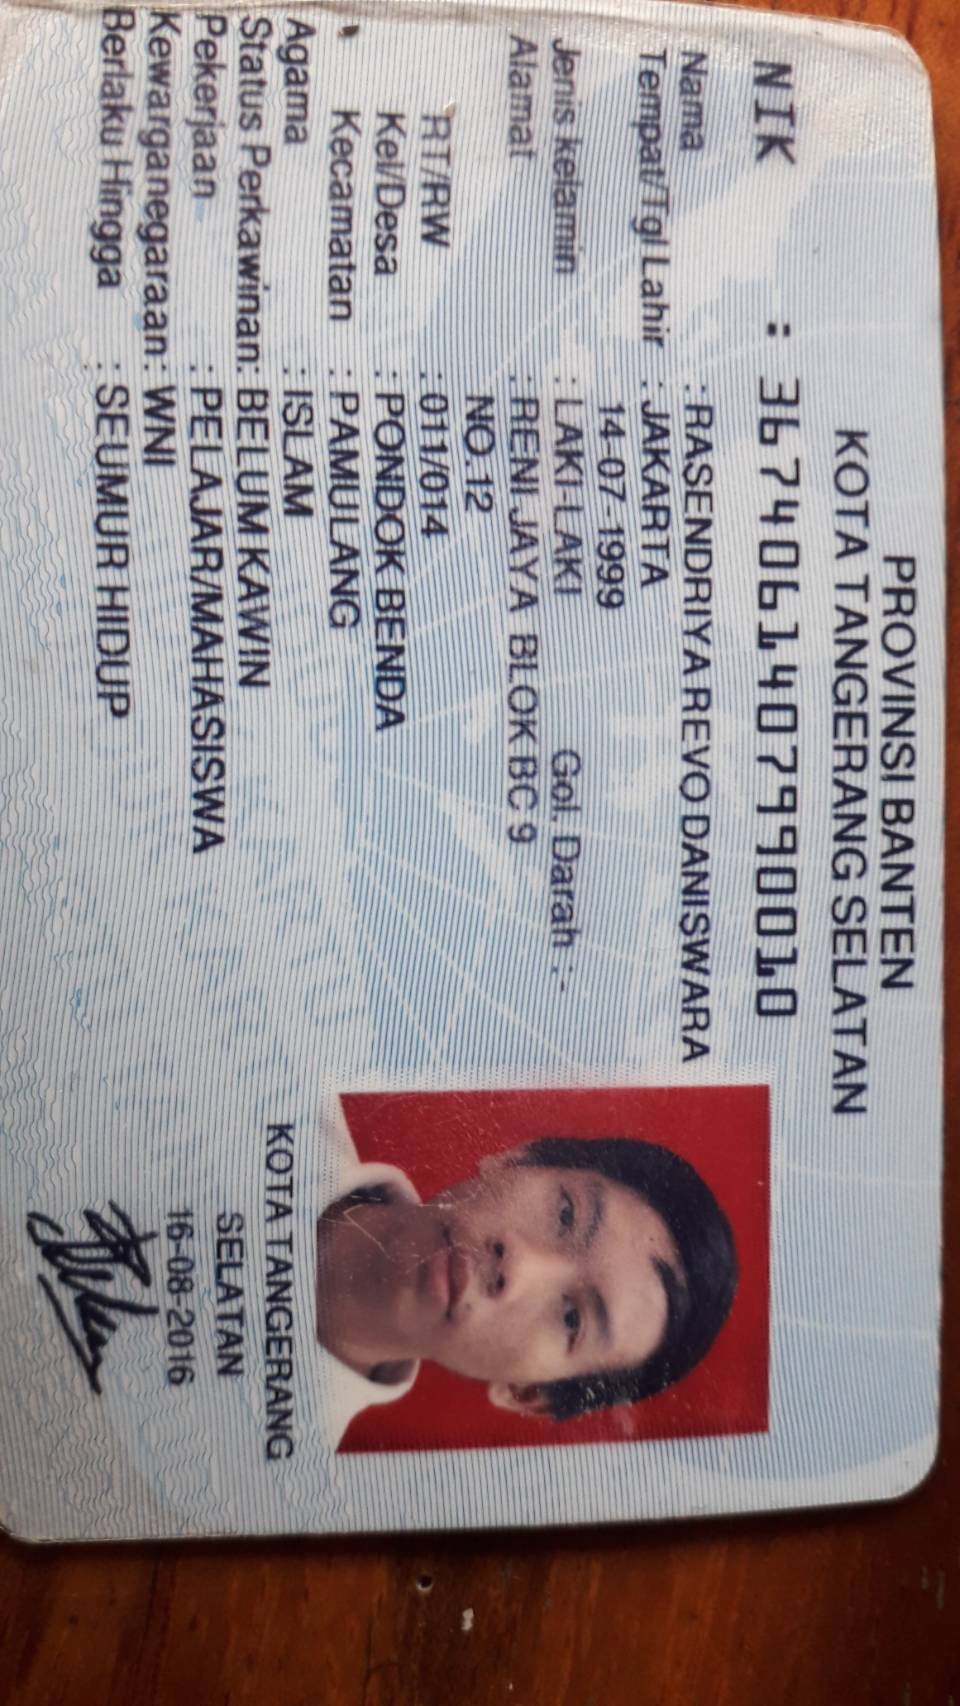 PROVINSI BANTEN
KOTA TANGERANG SELATAN
NIK : 3674061407990010
Nama : RASENDRIYA REVO DANISWARA
Tempat/Tgl Lahir : JAKARTA
14-07-1999
Jenis kelamin : LAKI-LAKI Gol. Darah :-
Alamat : RENI JAYA BLOK BC 9
NO.12
RT/RW : 011/014
Kel/Desa : PONDOK BENDA
Kecamatan : PAMULANG
Agama : ISLAM
Status Perkawinan: BELUM KAWIN
Pekerjaan : PELAJAR/MAHASISWA
Kewarganegaraan: WNI
Berlaku Hingga : SEUMUR HIDUP
KOTA TANGERANG
SELATAN
16-08-2016